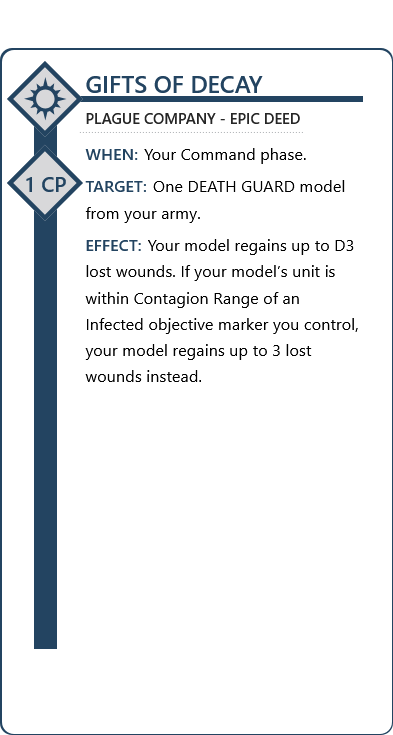 GIFTS OF DECAY
PLAGUE COMPANY - EPIC DEED
WHEN: Your Command phase.
1 CP
TARGET: One DEATH GUARD model
from your army.
EFFECT: Your model regains up to D3
lost wounds. If your model’s unit is
within Contagion Range of an
Infected objective marker you control,
your model regains up to 3 lost
wounds instead.